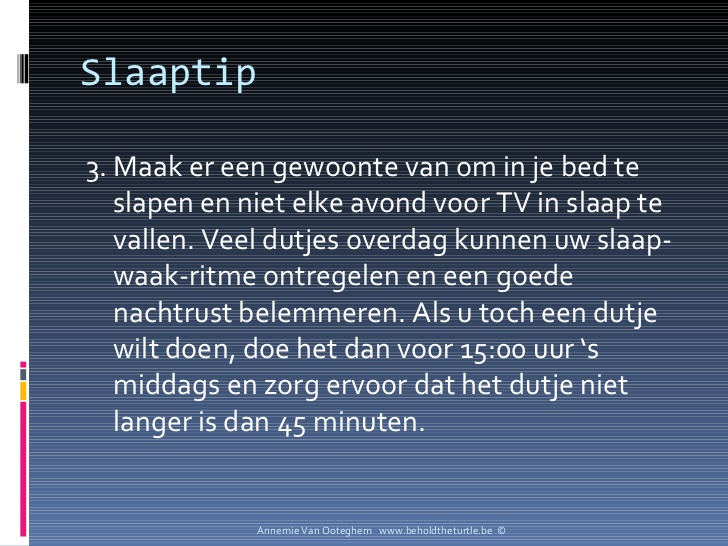 Slaaptip
3. Maak er een gewoonte van om in je bed te
slapen en niet elke avond voor TV in slaap te
vallen. Veel dutjes overdag kunnen uw slaap-
waak-ritme ontregelen en een goede
nachtrust belemmeren. Als u toch een dutje
wilt doen, doe het dan voor 15:00 uur ‘s
middags en zorg ervoor dat het dutje niet
langer is dan 45 minuten.
Annemie Van Ooteghem www.beholdtheturtle.be ©